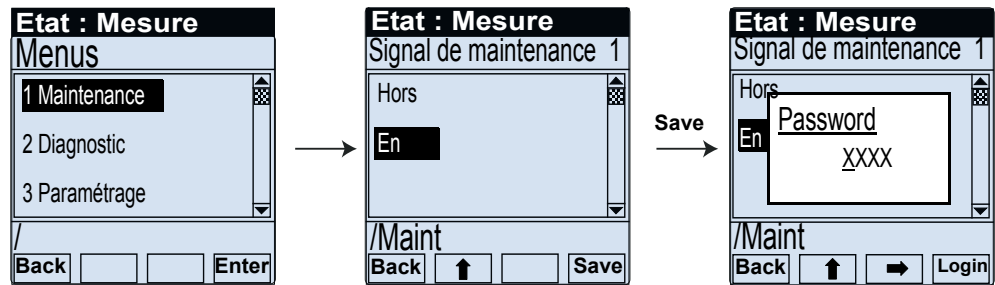 Etat : Mesure
Menus
1 Maintenance
2 Diagnostic
3 Paramétrage
/
Back Enter
Etat : Mesure
Signal de maintenance 1
Hors
En
/Maint
Back Save
Save
Etat : Mesure
Signal de maintenance 1
Hors
En
Password
XXXX
/Maint
Back Login